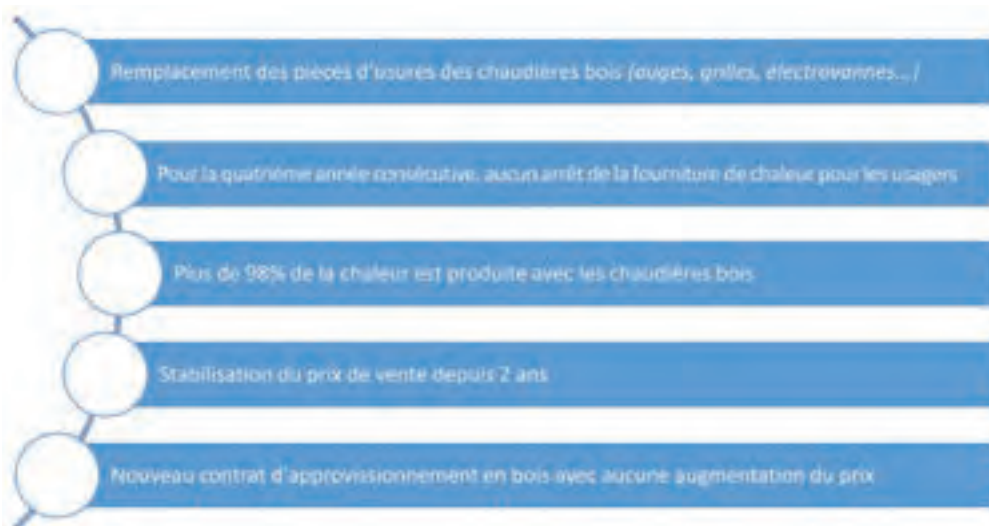 Remplacement des pièces d'usures des chaudières bois (auges, grilles, électrovannes...)
Pour la quatrième année consécutive, aucun arrêt de la fourniture de chaleur pour les usagers
Plus de 98% de la chaleur est produite avec les chaudières bois
Stabilisation du prix de vente depuis 2 ans
Nouveau contrat d'approvissionnement en bois avec aucune augmentation du prix